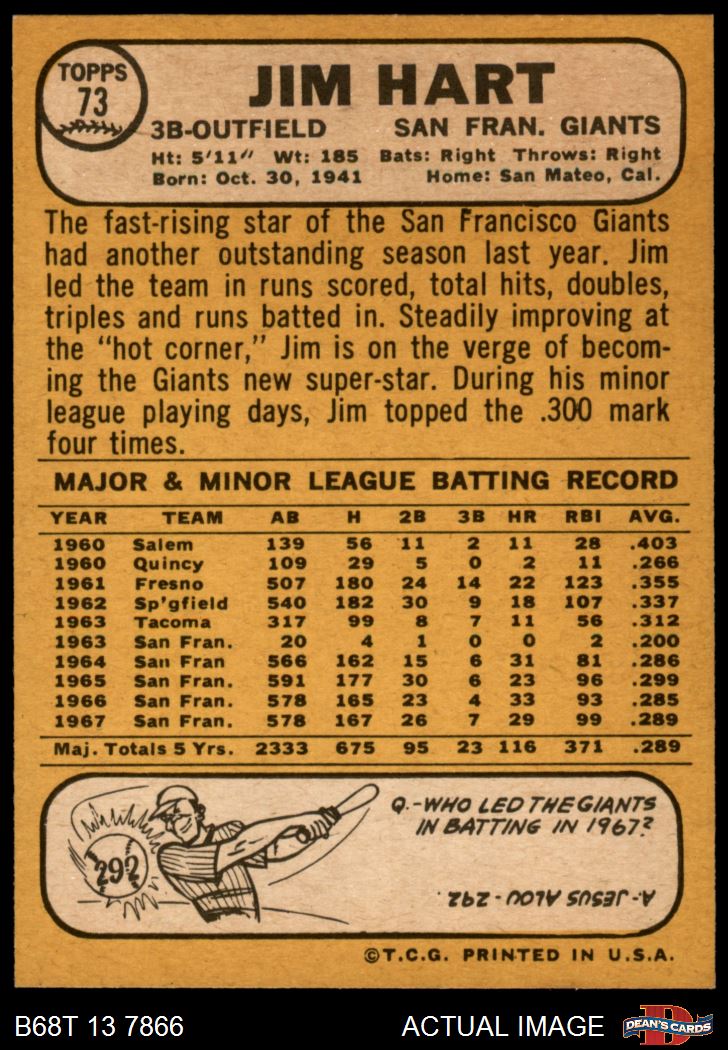 TOPPS
73
JIM HART
3B-OUTFIELD SAN FRAN. GIANTS
Ht: 5'11" Wt: 185 Bats: Right Throws: Right
Born: Oct. 30, 1941 Home: San Mateo, Cal.
The fast-rising star of the San Francisco Giants
had another outstanding season last year. Jim
led the team in runs scored, total hits, doubles,
triples and runs batted in. Steadily improving at
the "hot corner," Jim is on the verge of becom-
ing the Giants new super-star. During his minor
league playing days, Jim topped the .300 mark
four times.
MAJOR & MINOR LEAGUE BATTING RECORD
YEAR TEAM AB H 2B 3B HR RBI AVG.
1960 Salem 139 56 11 2 11 28 .403
1960 Quincy 109 29 5 0 2 11 .266
1961 Fresno 507 180 24 14 22 123 .355
1962 Sp'gfield 540 182 30 9 18 107 .337
1963 Tacoma 317 99 8 7 11 56 .312
1963 San Fran. 20 4 1 0 0 2 .200
1964 San Fran 566 162 15 6 31 81 .286
1965 San Fran. 591 177 30 6 23 96 .299
1966 San Fran. 578 165 23 4 33 93 .285
1967 San Fran. 578 167 26 7 29 99 .289
Maj. Totals 5 Yrs. 2333 675 95 23 116 371 .289
292
Q.-WHO LED THE GIANTS
IN BATTING IN 1967?
A. JESUS ALOU - 292.
©T.C.G. PRINTED IN U.S.A.
B68T 13 7866 ACTUAL IMAGE
D
DEAN'S CARDS